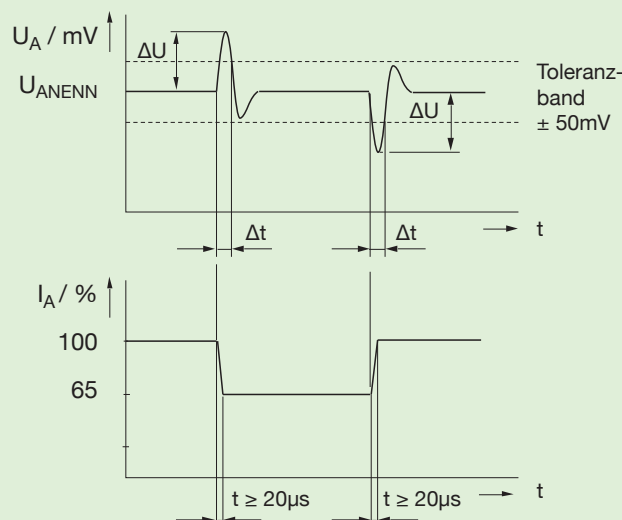 U_A / mV
ΔU
U_ANENN
ΔU
Toleranz-
band
± 50mV
Δt
Δt
t
I_A / %
100
65
t ≥ 20µs
t ≥ 20µs
t